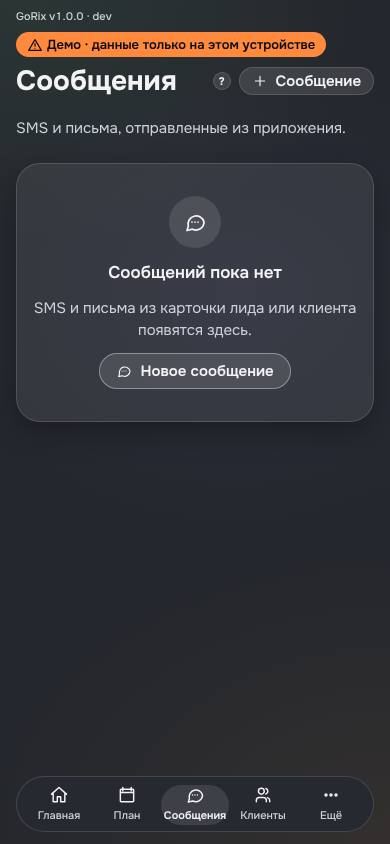 GoRix v1.0.0 · dev
Демо · данные только на этом устройстве
Сообщения
?
+ Сообщение
SMS и письма, отправленные из приложения.
Сообщений пока нет
SMS и письма из карточки лида или клиента
появятся здесь.
Новое сообщение
Главная
План
Сообщения
Клиенты
Ещё